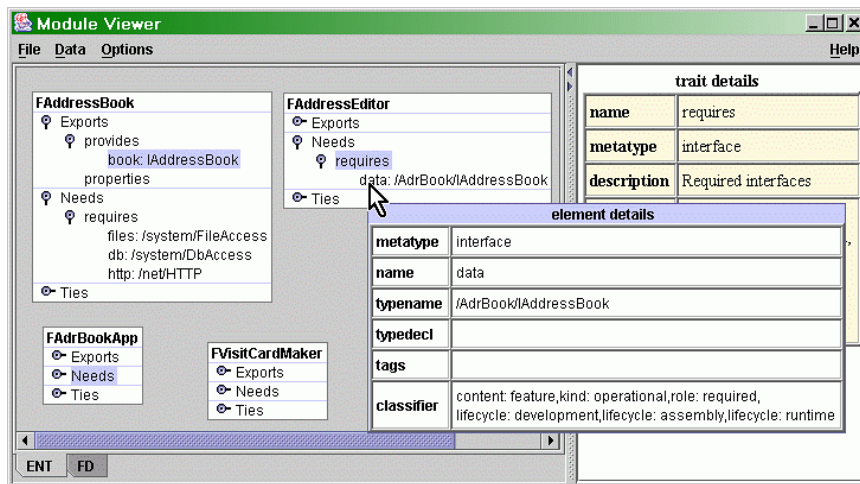 Module Viewer
File Data Options Help
FAddressBook
Exports
provides
book: IAddressBook
properties
Needs
requires
files: /system/FileAccess
db: /system/DbAccess
http: /net/HTTP
Ties
FAddressEditor
Exports
Needs
requires
data: /AdrBook/IAddressBook
Ties
FAdrBookApp
Exports
Needs
Ties
FVisitCardMaker
Exports
Needs
Ties
trait details
name requires
metatype interface
description Required interfaces
element details
metatype interface
name data
typename /AdrBook/IAddressBook
typedecl
tags
classifier content: feature,kind: operational,role: required,
lifecycle: development,lifecycle: assembly,lifecycle: runtime
ENT FD